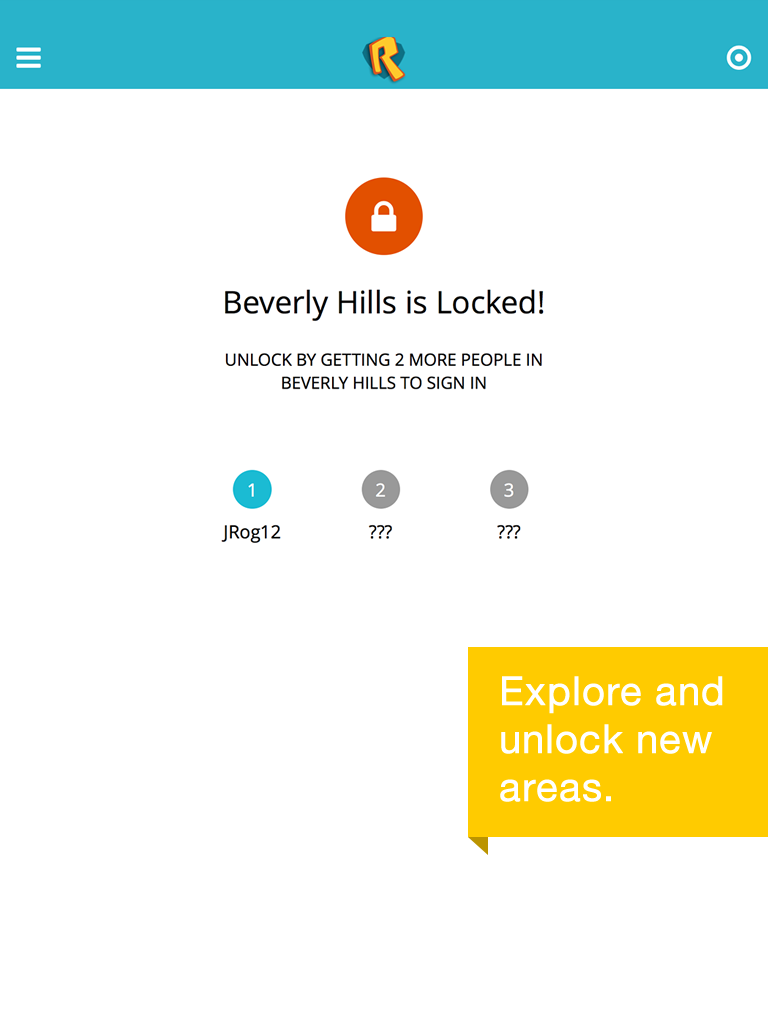 R
Beverly Hills is Locked!
UNLOCK BY GETTING 2 MORE PEOPLE IN
BEVERLY HILLS TO SIGN IN
1 2 3
JRog12 ??? ???
Explore and
unlock new
areas.